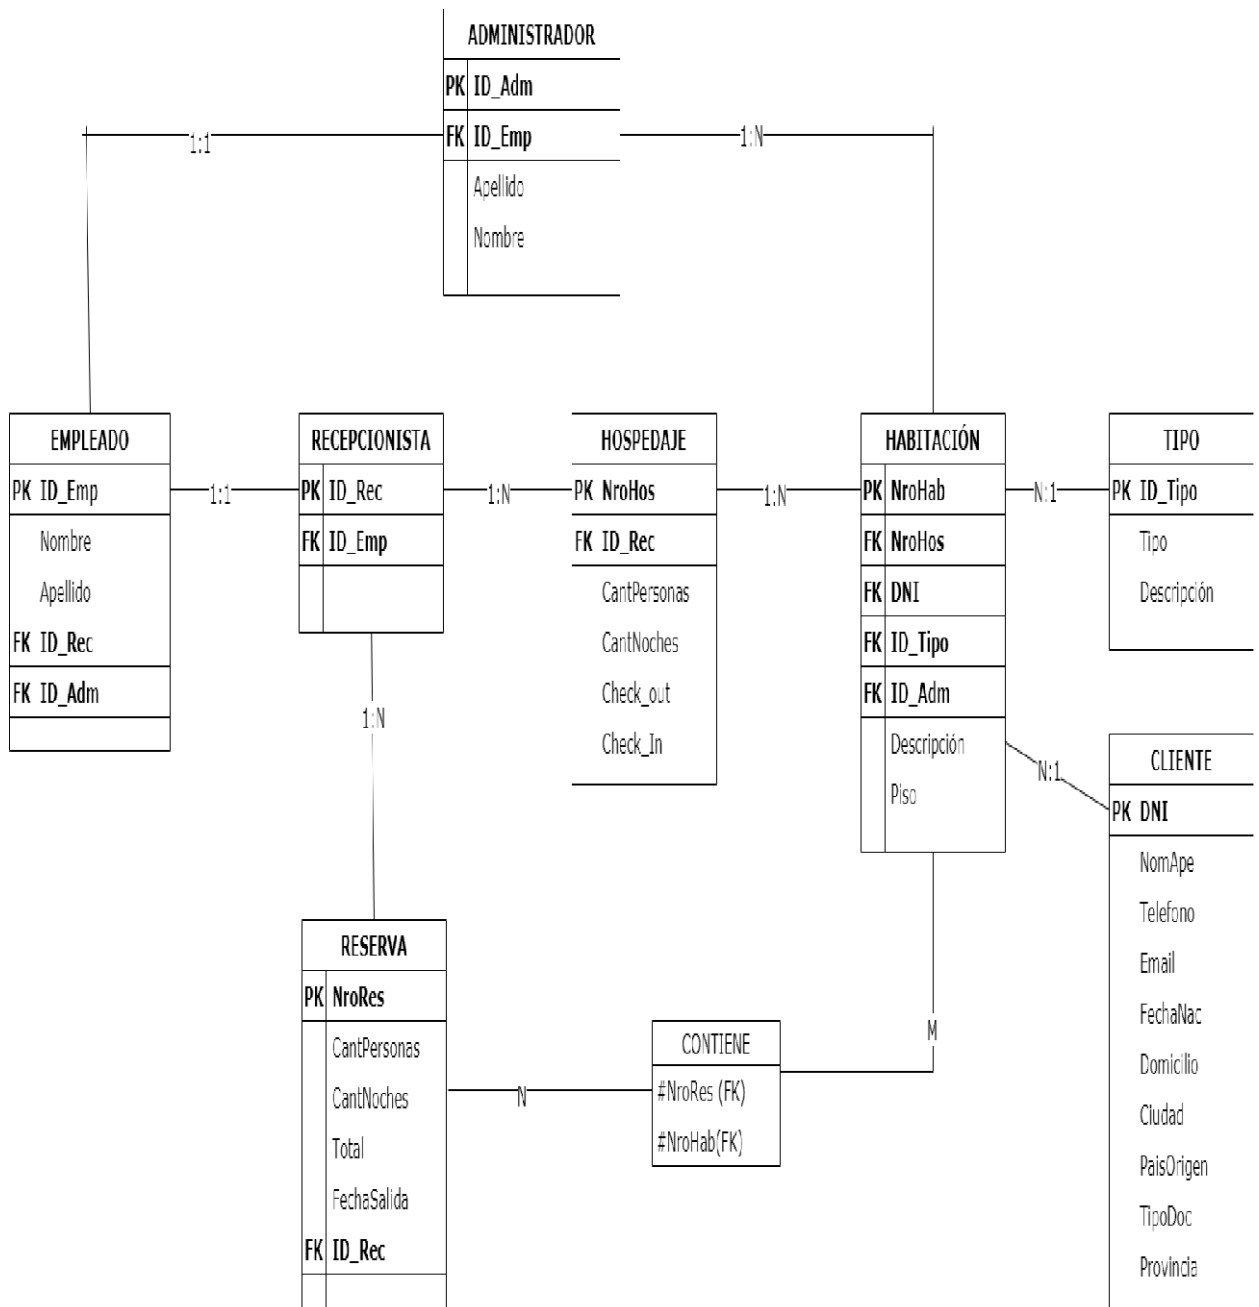 ADMINISTRADOR
PK ID_Adm
FK ID_Emp
Apellido
Nombre
1:1
1:N
EMPLEADO
PK ID_Emp
Nombre
Apellido
FK ID_Rec
FK ID_Adm
1:1
RECEPCIONISTA
PK ID_Rec
FK ID_Emp
1:N
HOSPEDAJE
PK NroHos
FK ID_Rec
CantPersonas
CantNoches
Check_out
Check_In
1:N
HABITACIÓN
PK NroHab
FK NroHos
FK DNI
FK ID_Tipo
FK ID_Adm
Descripción
Piso
N:1
TIPO
PK ID_Tipo
Tipo
Descripción
1:N
N:1
CLIENTE
PK DNI
NomApe
Telefono
Email
FechaNac
Domicilio
Ciudad
PaisOrigen
TipoDoc
Provincia
RESERVA
PK NroRes
CantPersonas
CantNoches
Total
FechaSalida
FK ID_Rec
N
CONTIENE
#NroRes (FK)
#NroHab(FK)
M